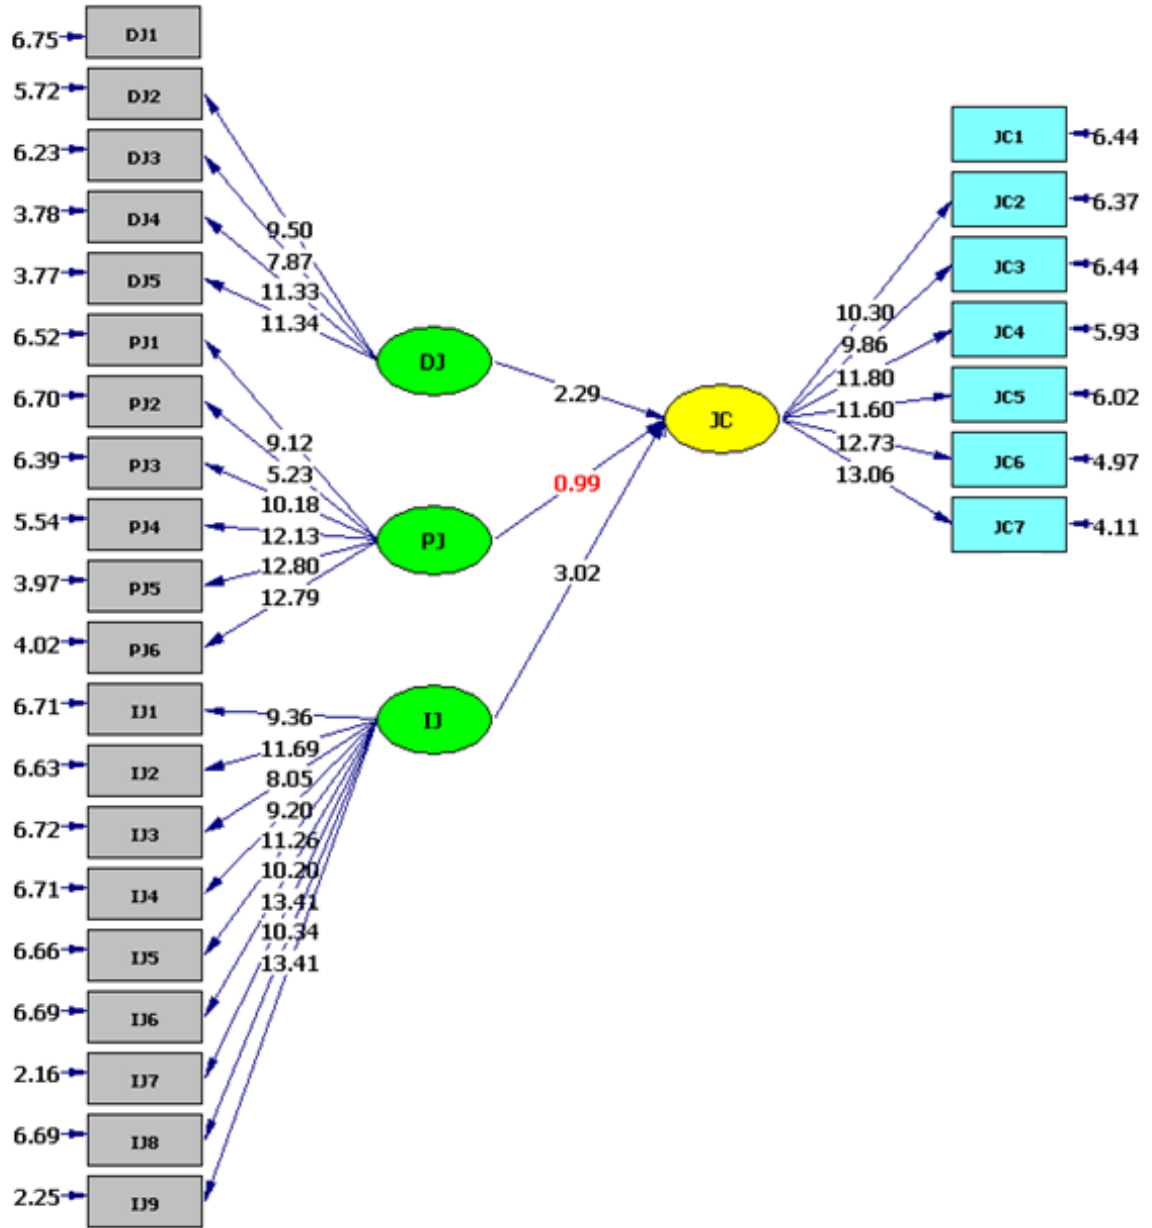 6.75 DJ1
5.72 DJ2
6.23 DJ3
3.78 DJ4
3.77 DJ5
6.52 PJ1
6.70 PJ2
6.39 PJ3
5.54 PJ4
3.97 PJ5
4.02 PJ6
6.71 IJ1
6.63 IJ2
6.72 IJ3
6.71 IJ4
6.66 IJ5
6.69 IJ6
2.16 IJ7
6.69 IJ8
2.25 IJ9
9.50
7.87
11.33
11.34
9.12
5.23
10.18
12.13
12.80
12.79
9.36
11.69
8.05
9.20
11.26
10.20
13.41
10.34
13.41
DJ
PJ
IJ
2.29
0.99
3.02
JC
10.30
9.86
11.80
11.60
12.73
13.06
JC1 6.44
JC2 6.37
JC3 6.44
JC4 5.93
JC5 6.02
JC6 4.97
JC7 4.11